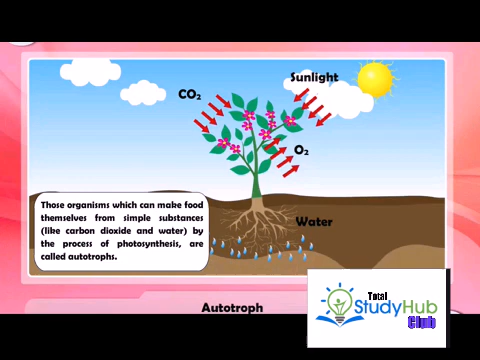 Sunlight
CO₂
O₂
Those organisms which can make food
themselves from simple substances
(like carbon dioxide and water) by
the process of photosynthesis, are
called autotrophs.
Water
Autotroph
Total
StudyHub
Club